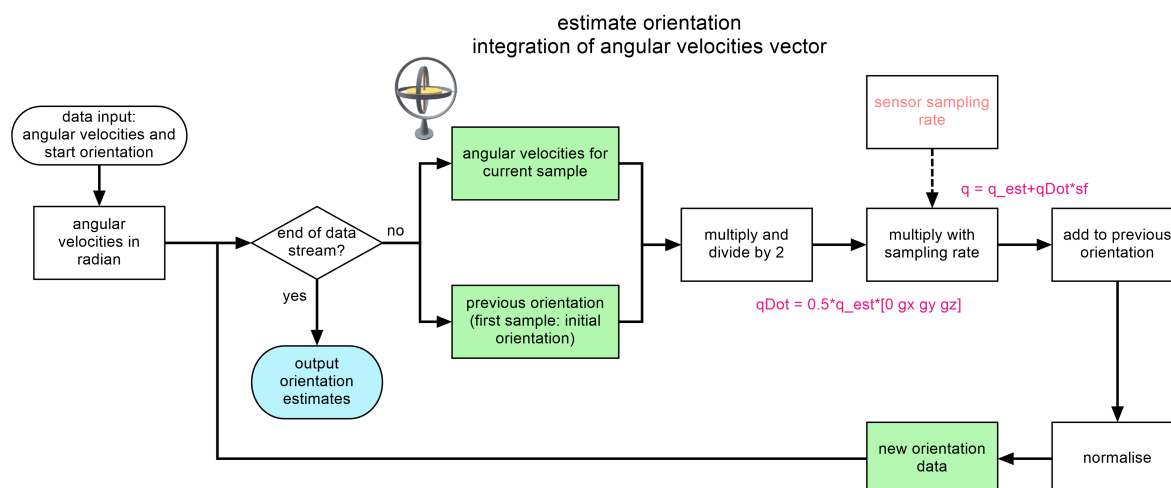 estimate orientation
integration of angular velocities vector
data input:
angular velocities and
start orientation
angular
velocities in
radian
end of data
stream?
no
yes
output
orientation
estimates
angular velocities for
current sample
previous orientation
(first sample: initial
orientation)
multiply and
divide by 2
qDot = 0.5*q_est*[0 gx gy gz]
sensor sampling
rate
multiply with
sampling rate
q = q_est+qDot*sf
add to previous
orientation
normalise
new orientation
data